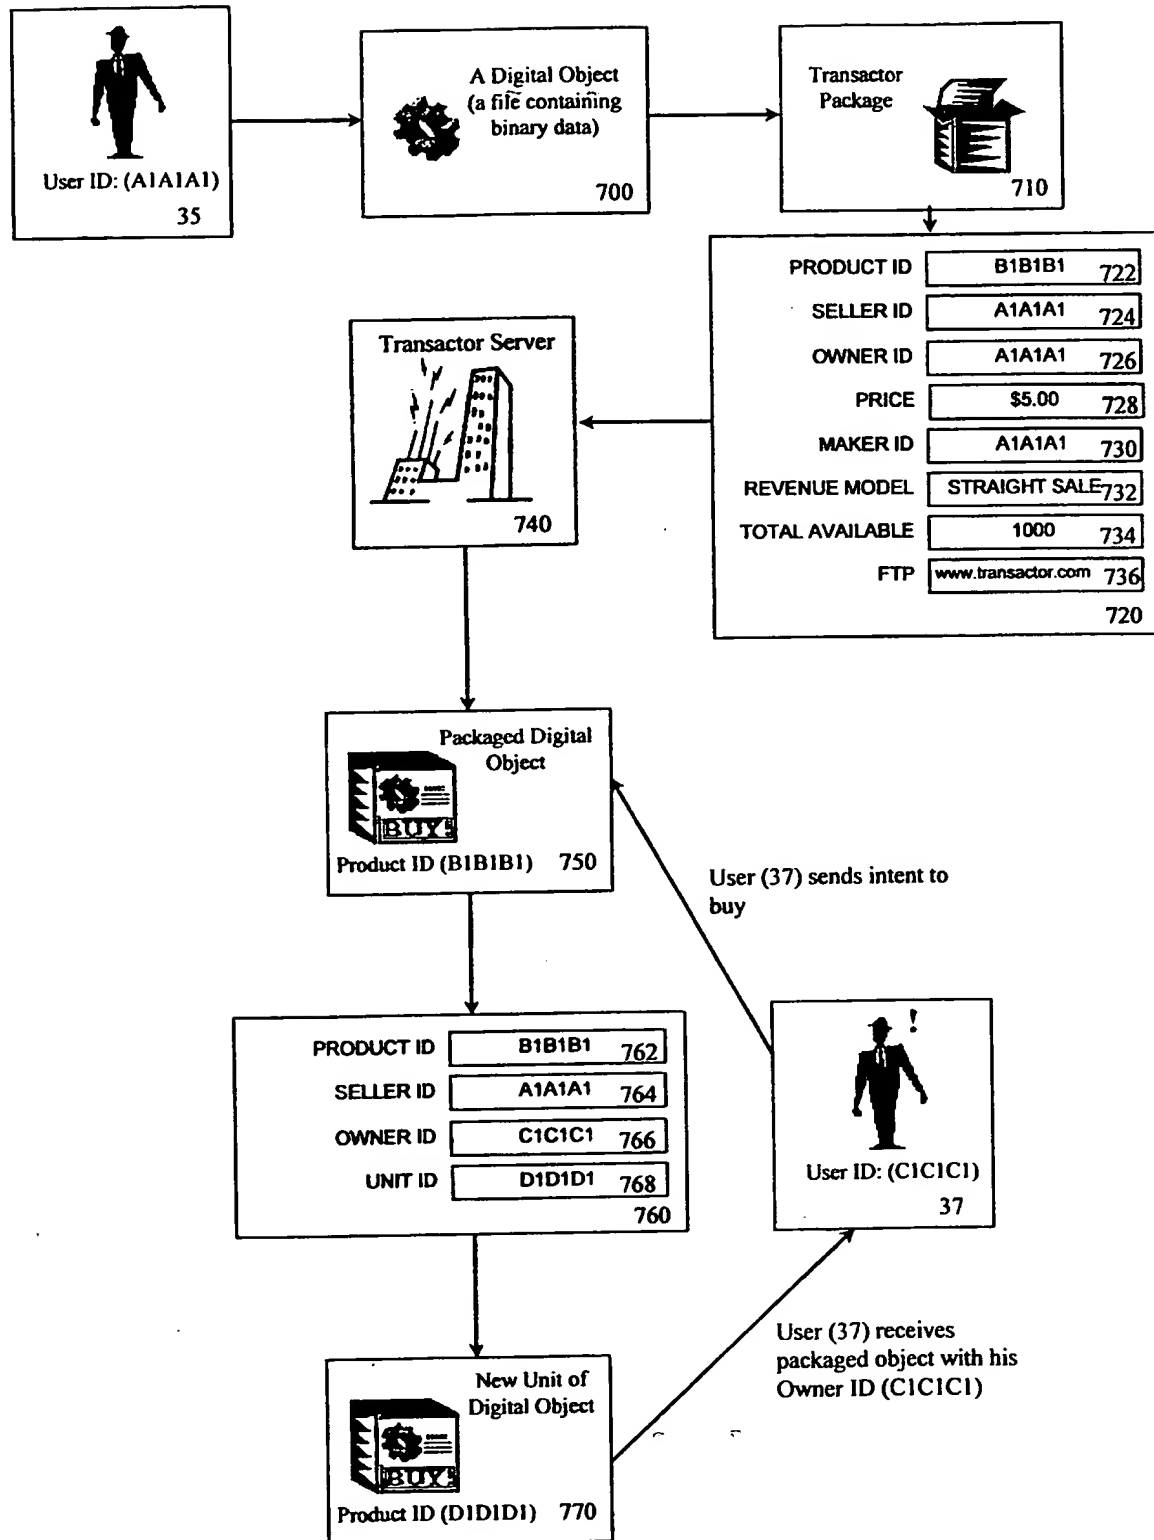 User ID: (A1A1A1)
35
A Digital Object
(a file containing
binary data)
700
Transactor
Package
710
PRODUCT ID B1B1B1 722
SELLER ID A1A1A1 724
OWNER ID A1A1A1 726
PRICE $5.00 728
MAKER ID A1A1A1 730
REVENUE MODEL STRAIGHT SALE 732
TOTAL AVAILABLE 1000 734
FTP www.transactor.com 736
720
Transactor Server
740
Packaged Digital
Object
BUY!
Product ID (B1B1B1) 750
User (37) sends intent to
buy
PRODUCT ID B1B1B1 762
SELLER ID A1A1A1 764
OWNER ID C1C1C1 766
UNIT ID D1D1D1 768
760
!
User ID: (C1C1C1)
37
User (37) receives
packaged object with his
Owner ID (C1C1C1)
New Unit of
Digital Object
BUY!
Product ID (D1D1D1) 770